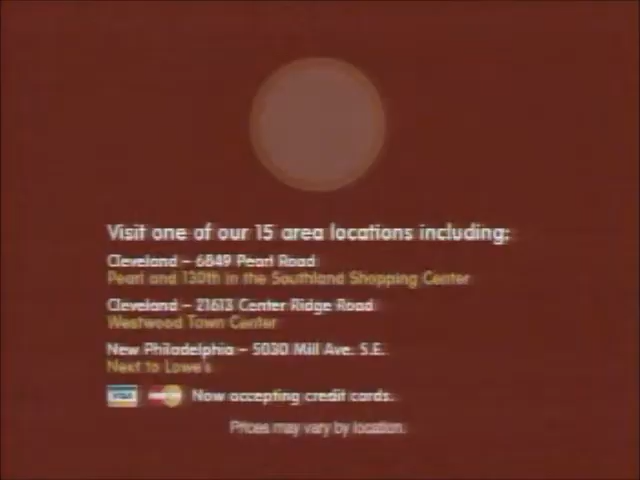 Visit one of our 15 area locations including:
Cleveland – 6849 Pearl Road
Pearl and 130th in the Southland Shopping Center
Cleveland – 21613 Center Ridge Road
Westwood Town Center
New Philadelphia – 5030 Mill Ave. S.E.
Next to Lowe's
VISA Now accepting credit cards.
Prices may vary by location.